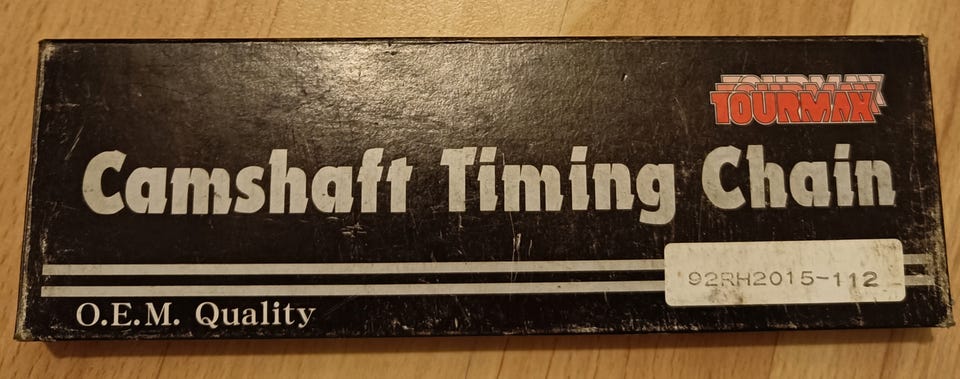 TOURMAX
Camshaft Timing Chain
92RH2015-112
O.E.M. Quality